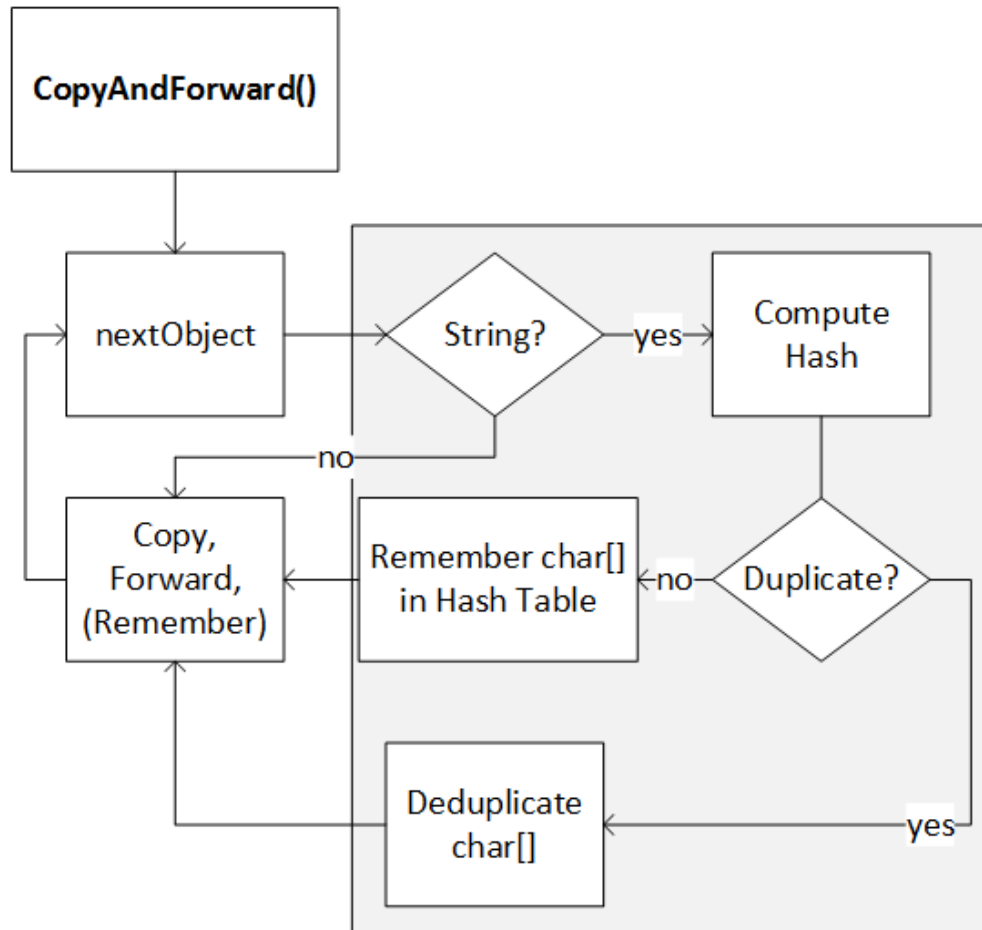 CopyAndForward()
nextObject
String?
yes
Compute
Hash
no
Copy,
Forward,
(Remember)
Remember char[]
in Hash Table
no
Duplicate?
Deduplicate
char[]
yes